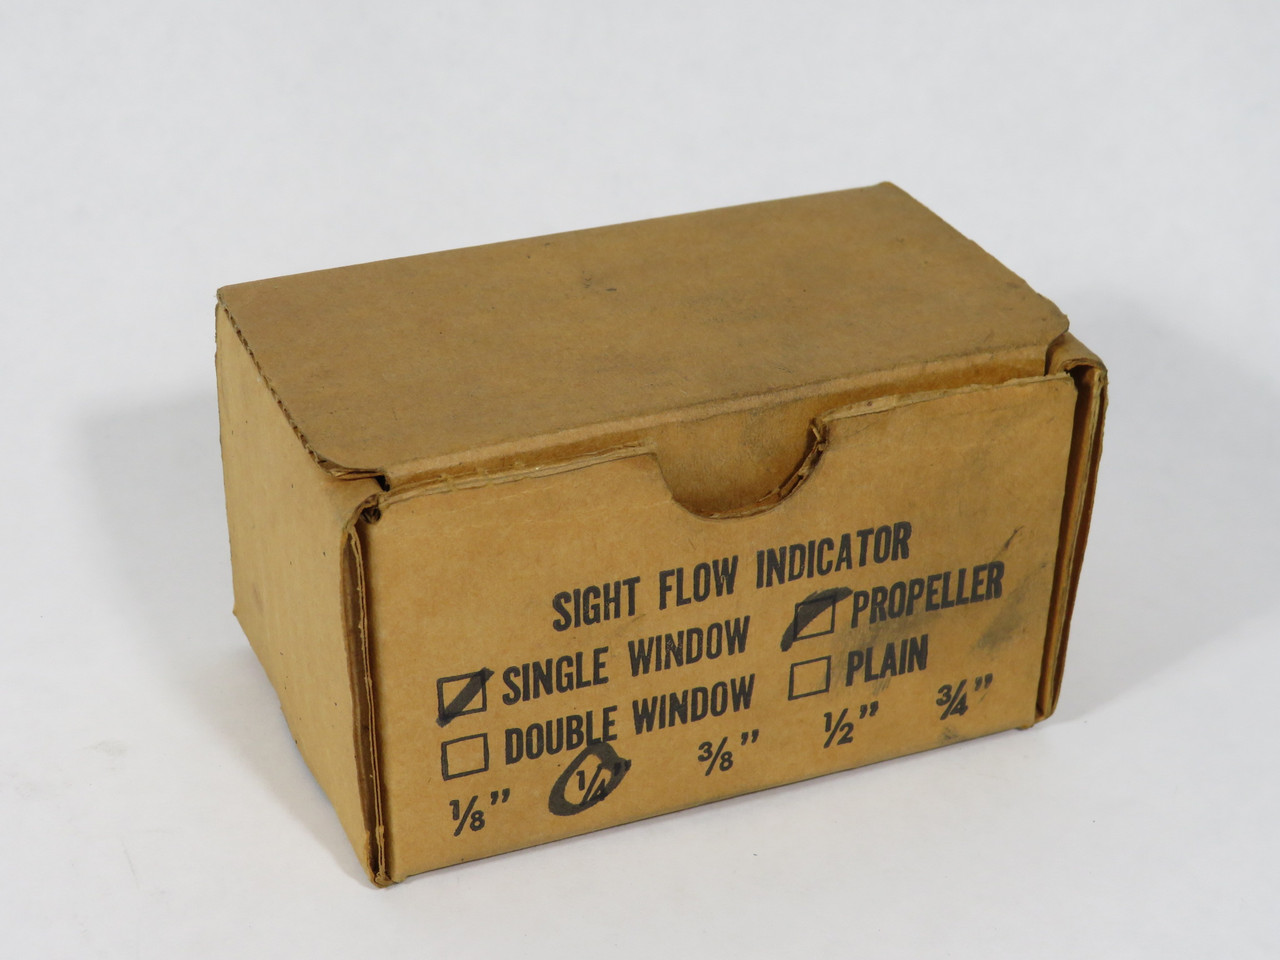 SIGHT FLOW INDICATOR
SINGLE WINDOW PROPELLER
DOUBLE WINDOW PLAIN
1/8" 1/4" 3/8" 1/2" 3/4"